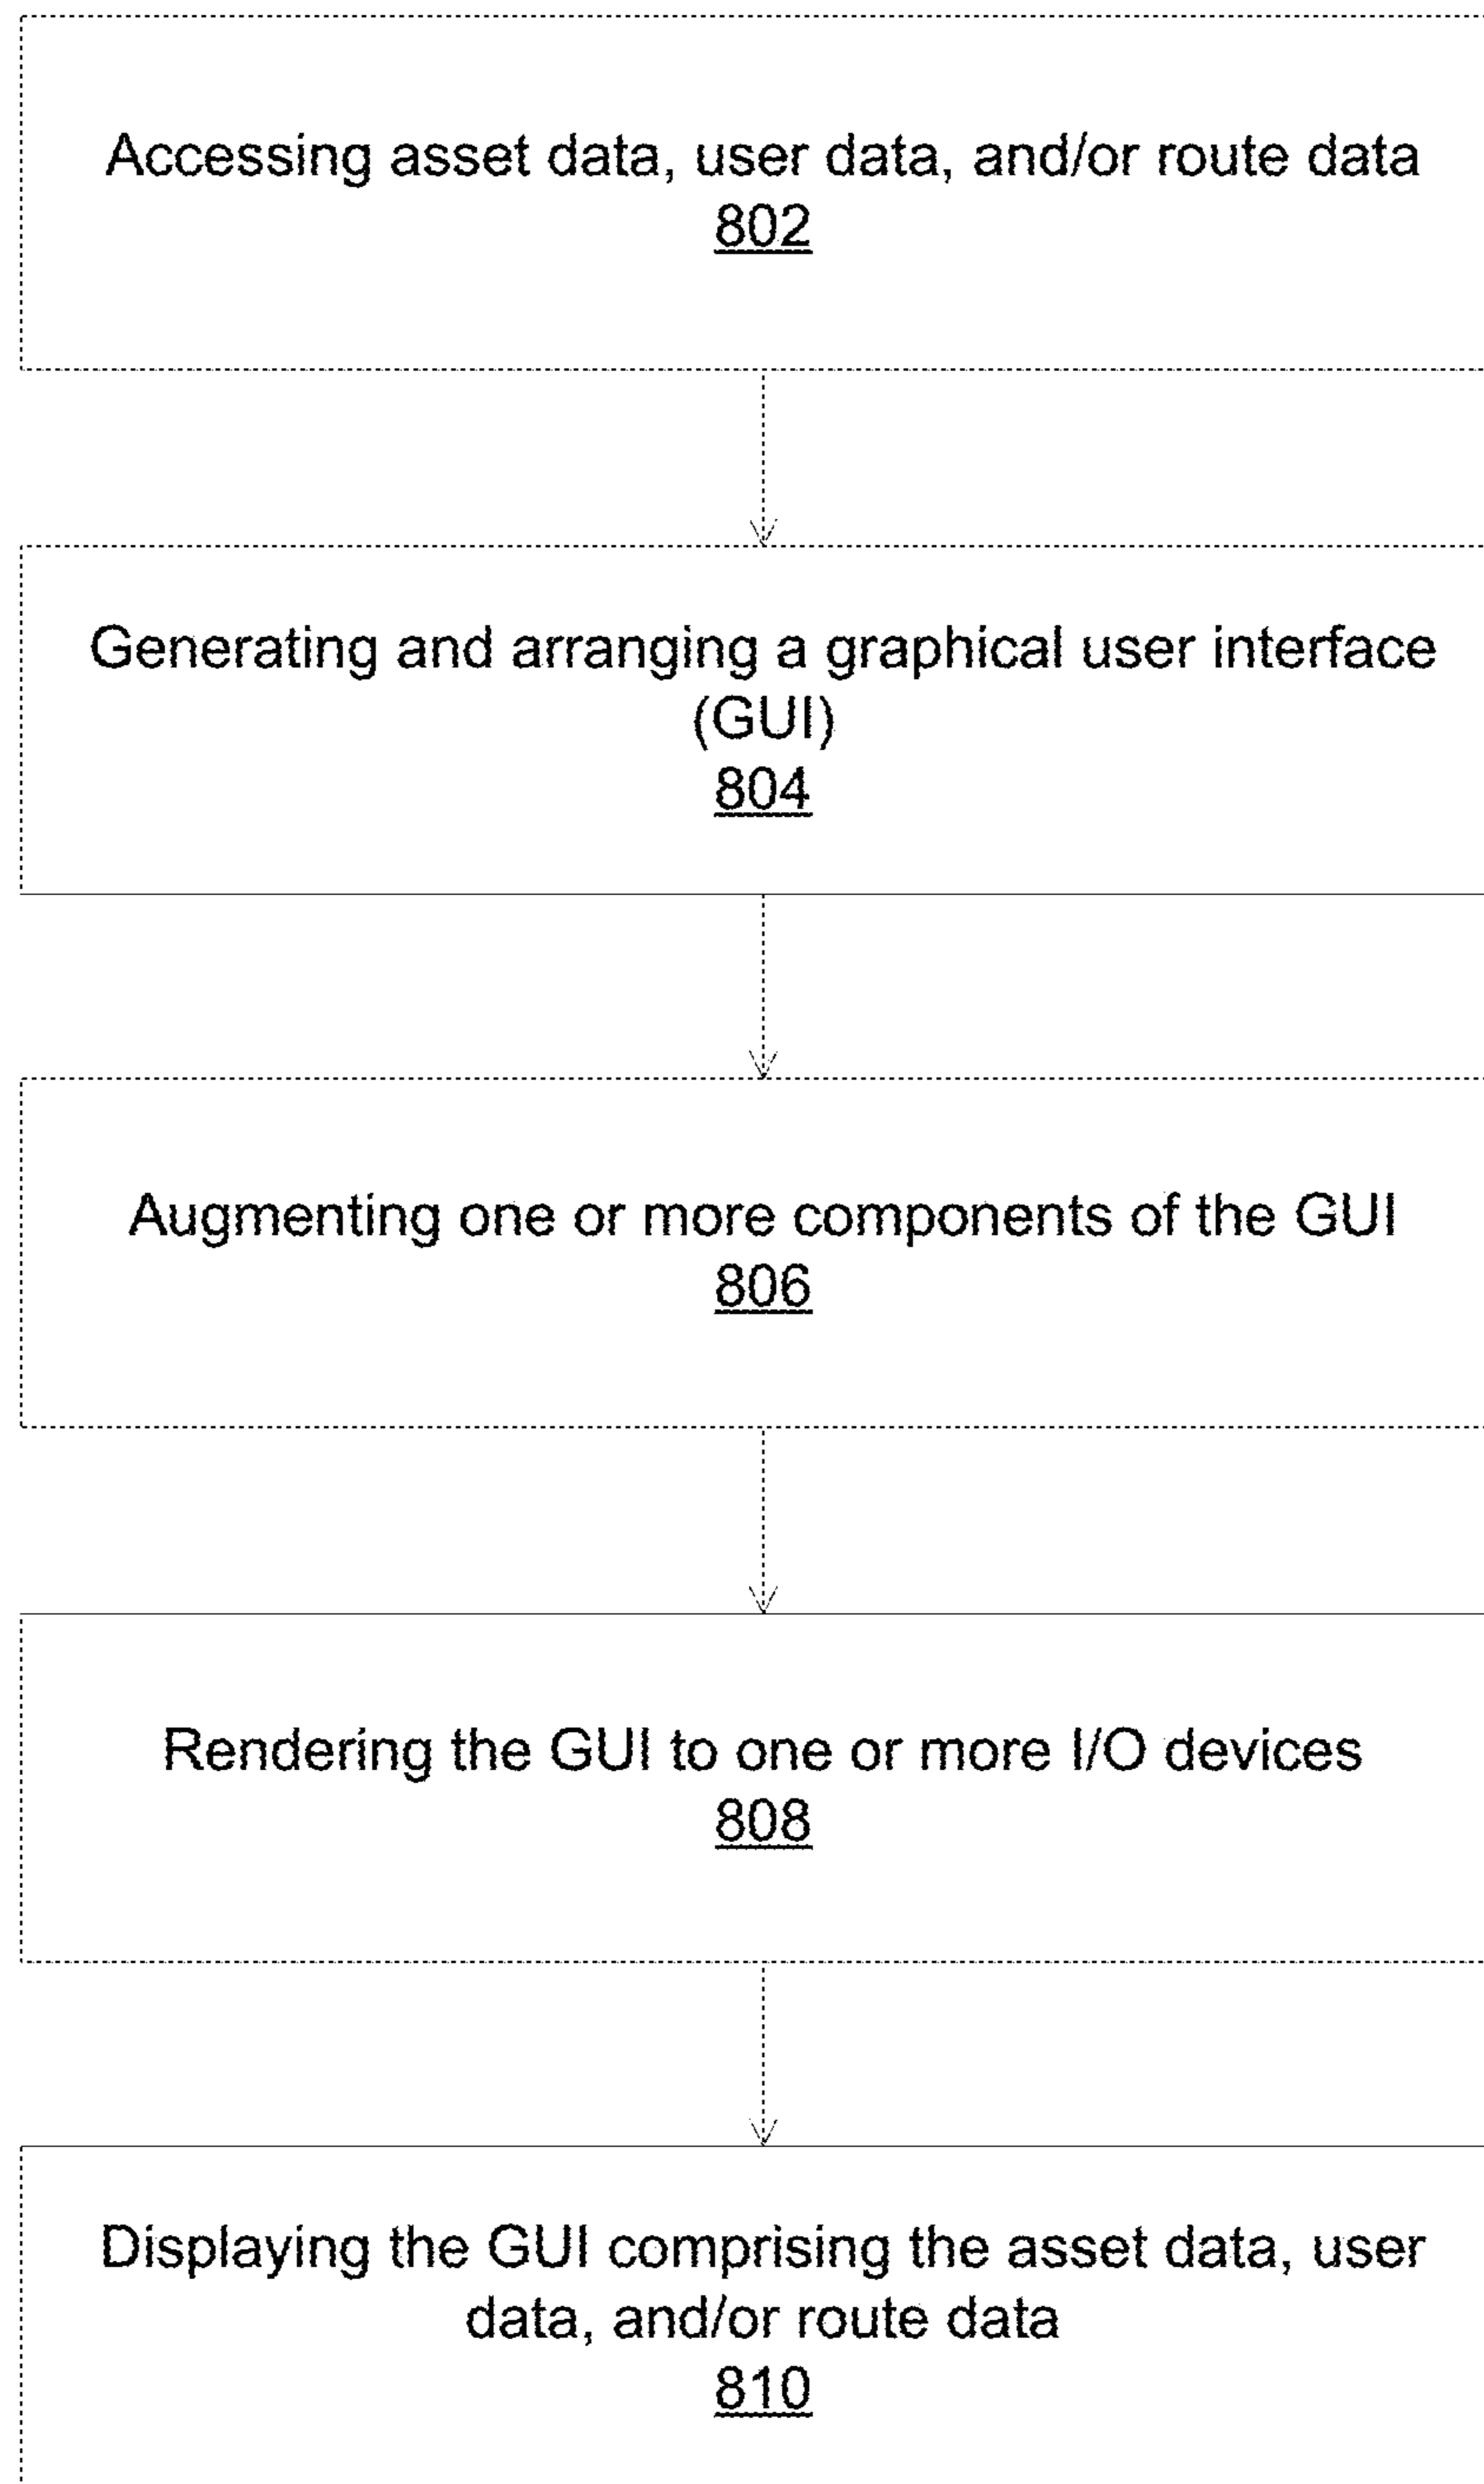 Accessing asset data, user data, and/or route data
802
Generating and arranging a graphical user interface
(GUI)
804
Augmenting one or more components of the GUI
806
Rendering the GUI to one or more I/O devices
808
Displaying the GUI comprising the asset data, user
data, and/or route data
810